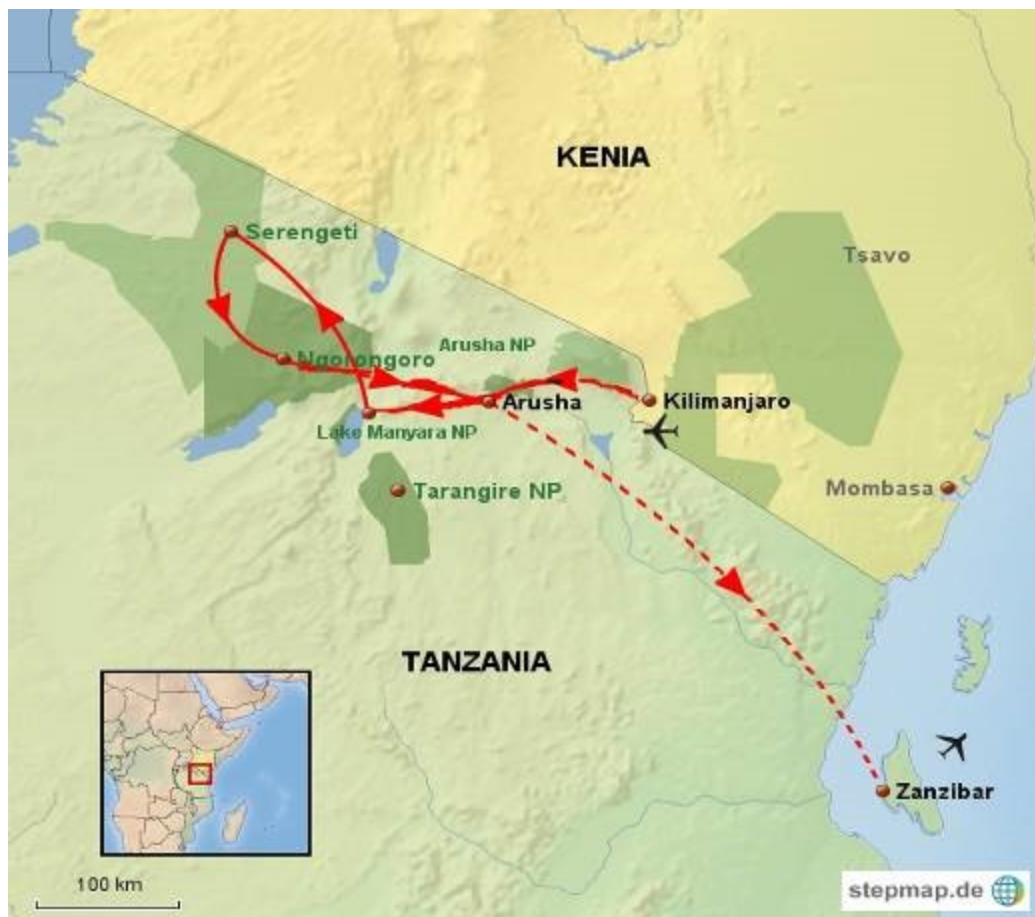 KENIA
Serengeti
Tsavo
Arusha NP
Ngorongoro
Arusha
Kilimanjaro
Lake Manyara NP
Tarangire NP
Mombasa
TANZANIA
Zanzibar
100 km
stepmap.de